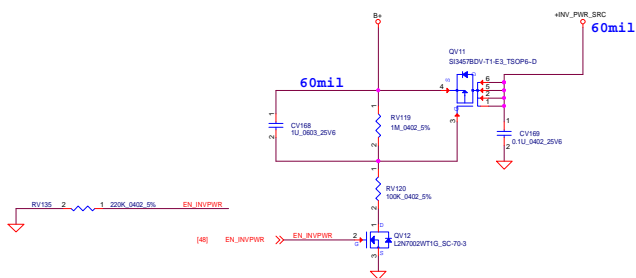 B+
+INV_PWR_SRC
60mil
QV11
SI3457BDV-T1-E3_TSOP6~D
60mil
S
D
4
6
5
2
1
G
3
1
CV168
1U_0603_25V6
2
1
RV119
1M_0402_5%
2
1
CV169
0.1U_0402_25V6
2
1
RV120
100K_0402_5%
2
RV135
2
1
220K_0402_5%
EN_INVPWR
[48]
EN_INVPWR
EN_INVPWR
2
G
1
D
QV12
L2N7002WT1G_SC-70-3
S
3